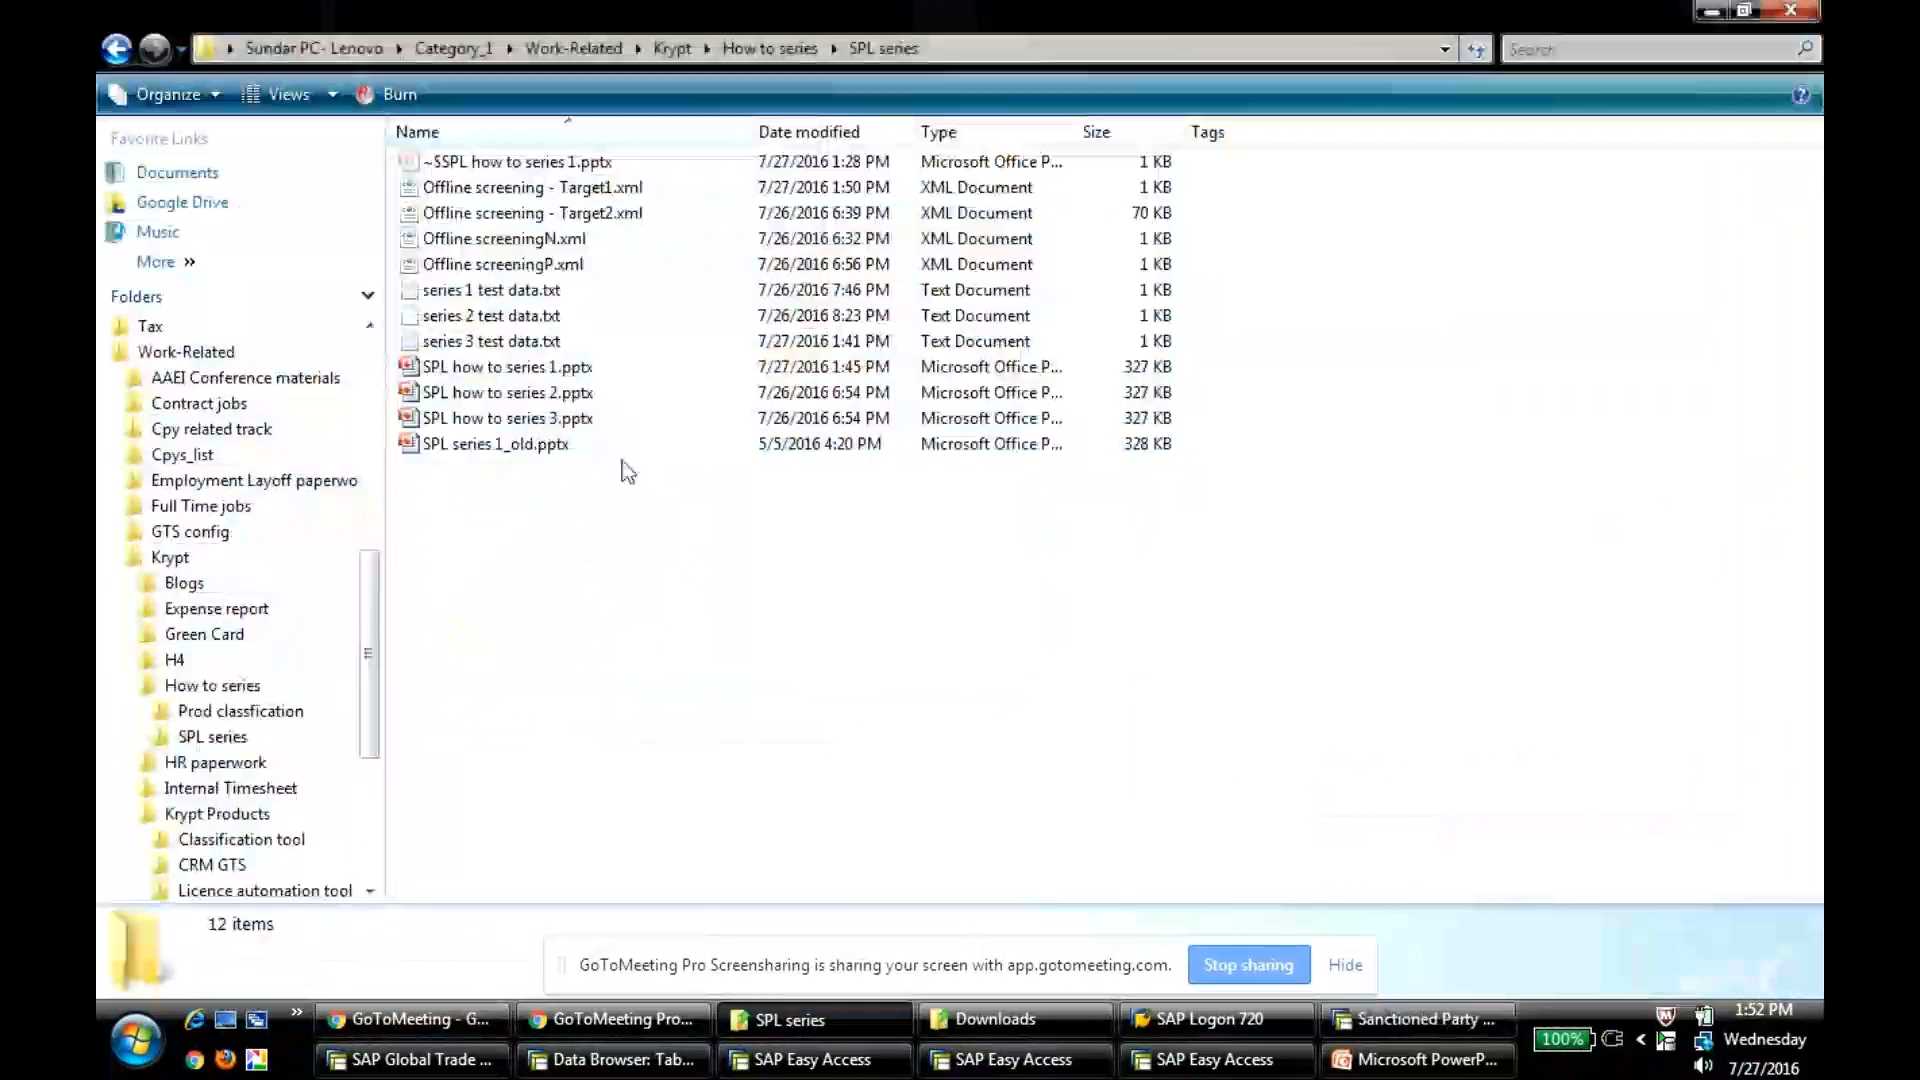 Sundar PC- Lenovo Category_1 Work-Related Krypt How to series SPL series
Search
Organize Views Burn
Favorite Links
Documents
Google Drive
Music
More »
Folders
Tax
Work-Related
AAEI Conference materials
Contract jobs
Cpy related track
Cpys_list
Employment Layoff paperwo
Full Time jobs
GTS config
Krypt
Blogs
Expense report
Green Card
H4
How to series
Prod classfication
SPL series
HR paperwork
Internal Timesheet
Krypt Products
Classification tool
CRM GTS
Licence automation tool
Name Date modified Type Size Tags
~$SPL how to series 1.pptx 7/27/2016 1:28 PM Microsoft Office P... 1 KB
Offline screening - Target1.xml 7/27/2016 1:50 PM XML Document 1 KB
Offline screening - Target2.xml 7/26/2016 6:39 PM XML Document 70 KB
Offline screeningN.xml 7/26/2016 6:32 PM XML Document 1 KB
Offline screeningP.xml 7/26/2016 6:56 PM XML Document 1 KB
series 1 test data.txt 7/26/2016 7:46 PM Text Document 1 KB
series 2 test data.txt 7/26/2016 8:23 PM Text Document 1 KB
series 3 test data.txt 7/27/2016 1:41 PM Text Document 1 KB
SPL how to series 1.pptx 7/27/2016 1:45 PM Microsoft Office P... 327 KB
SPL how to series 2.pptx 7/26/2016 6:54 PM Microsoft Office P... 327 KB
SPL how to series 3.pptx 7/26/2016 6:54 PM Microsoft Office P... 327 KB
SPL series 1_old.pptx 5/5/2016 4:20 PM Microsoft Office P... 328 KB
12 items
GoToMeeting Pro Screensharing is sharing your screen with app.gotomeeting.com. Stop sharing Hide
» GoToMeeting - G... GoToMeeting Pro... SPL series Downloads SAP Logon 720 Sanctioned Party ...
SAP Global Trade ... Data Browser: Tab... SAP Easy Access SAP Easy Access SAP Easy Access Microsoft PowerP...
100%
1:52 PM
Wednesday
7/27/2016